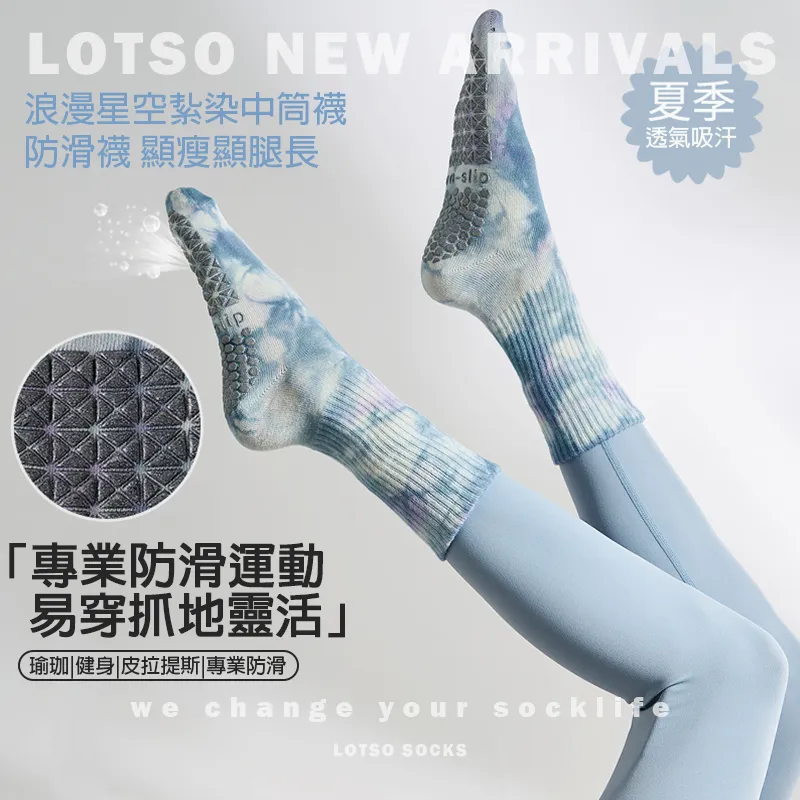 LOTSO NEW ARRIVALS
浪漫星空紮染中筒襪
防滑襪 顯瘦顯腿長
夏季
透氣吸汗
n-slip
lip
「專業防滑運動
易穿抓地靈活」
瑜珈|健身|皮拉提斯|專業防滑
we change your socklife
LOTSO SOCKS